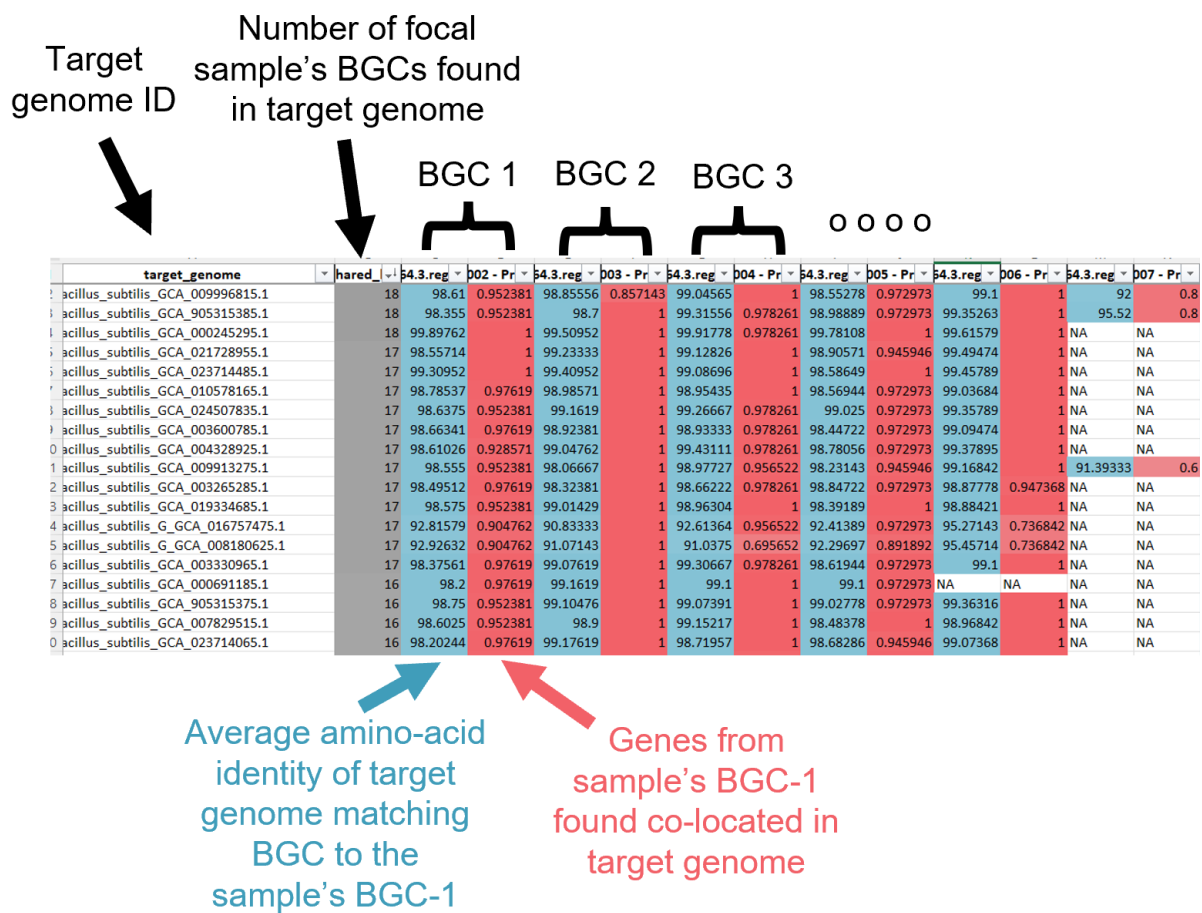 Target
genome ID
Number of focal
sample's BGCs found
in target genome
BGC 1
BGC 2
BGC 3
o o o o
target_genome hared_ 64.3.reg 002 - Pr 64.3.reg 003 - Pr 64.3.reg 004 - Pr 64.3.reg 005 - Pr 64.3.reg 006 - Pr 64.3.reg 007 - Pr
acillus_subtilis_GCA_009996815.1 18 98.61 0.952381 98.85556 0.857143 99.04565 1 98.55278 0.972973 99.1 1 92 0.8
acillus_subtilis_GCA_905315385.1 18 98.355 0.952381 98.7 1 99.31556 0.978261 98.98889 0.972973 99.35263 1 95.52 0.8
acillus_subtilis_GCA_000245295.1 18 99.89762 1 99.50952 1 99.91778 0.978261 99.78108 1 99.61579 1 NA NA
acillus_subtilis_GCA_021728955.1 17 98.55714 1 99.23333 1 99.12826 1 98.90571 0.945946 99.49474 1 NA NA
acillus_subtilis_GCA_023714485.1 17 99.30952 1 99.40952 1 99.08696 1 98.58649 1 99.45789 1 NA NA
acillus_subtilis_GCA_010578165.1 17 98.78537 0.97619 98.98571 1 98.95435 1 98.56944 0.972973 99.03684 1 NA NA
acillus_subtilis_GCA_024507835.1 17 98.6375 0.952381 99.1619 1 99.26667 0.978261 99.025 0.972973 99.35789 1 NA NA
acillus_subtilis_GCA_003600785.1 17 98.66341 0.97619 98.92381 1 98.93333 0.978261 98.44722 0.972973 99.09474 1 NA NA
acillus_subtilis_GCA_004328925.1 17 98.61026 0.928571 99.04762 1 99.43111 0.978261 98.78056 0.972973 99.37895 1 NA NA
acillus_subtilis_GCA_009913275.1 17 98.555 0.952381 98.06667 1 98.97727 0.956522 98.23143 0.945946 99.16842 1 91.39333 0.6
acillus_subtilis_GCA_003265285.1 17 98.49512 0.97619 98.32381 1 98.66222 0.978261 98.84722 0.972973 98.87778 0.947368 NA NA
acillus_subtilis_GCA_019334685.1 17 98.575 0.952381 99.01429 1 98.96304 1 98.39189 1 98.88421 1 NA NA
acillus_subtilis_G_GCA_016757475.1 17 92.81579 0.904762 90.83333 1 92.61364 0.956522 92.41389 0.972973 95.27143 0.736842 NA NA
acillus_subtilis_G_GCA_008180625.1 17 92.92632 0.904762 91.07143 1 91.0375 0.695652 92.29697 0.891892 95.45714 0.736842 NA NA
acillus_subtilis_GCA_003330965.1 17 98.37561 0.97619 99.07619 1 99.30667 0.978261 98.61944 0.972973 99.1 1 NA NA
acillus_subtilis_GCA_000691185.1 16 98.2 0.97619 99.1619 1 99.1 1 99.1 0.972973 NA NA NA NA
acillus_subtilis_GCA_905315375.1 16 98.75 0.952381 99.10476 1 99.07391 1 99.02778 0.972973 99.36316 1 NA NA
acillus_subtilis_GCA_007829515.1 16 98.6025 0.952381 98.9 1 99.15217 1 98.48378 1 98.96842 1 NA NA
acillus_subtilis_GCA_023714065.1 16 98.20244 0.97619 99.17619 1 98.71957 1 98.68286 0.945946 99.07368 1 NA NA
Average amino-acid
identity of target
genome matching
BGC to the
sample's BGC-1
Genes from
sample's BGC-1
found co-located in
target genome